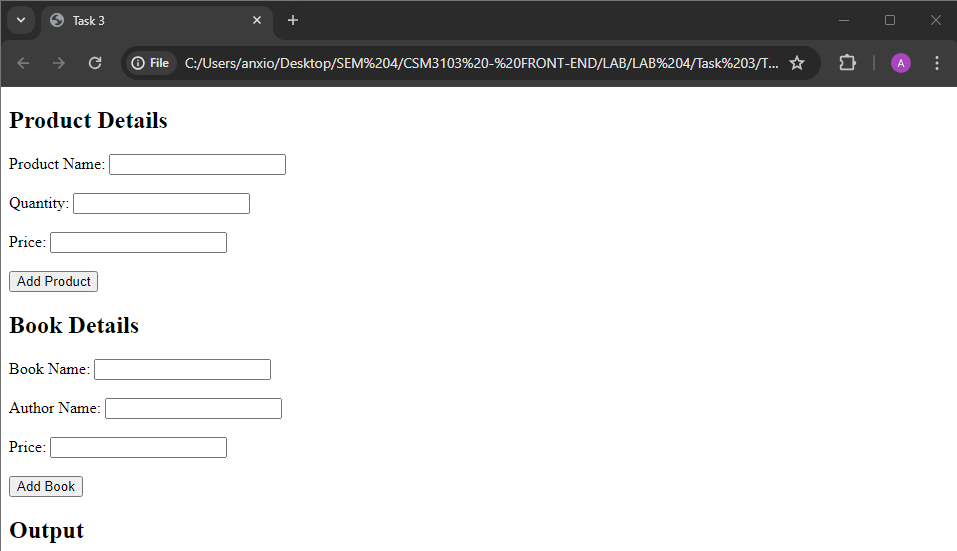 Task 3
File C:/Users/anxio/Desktop/SEM%204/CSM3103%20-%20FRONT-END/LAB/LAB%204/Task%203/T...
A
Product Details
Product Name:
Quantity:
Price:
Add Product
Book Details
Book Name:
Author Name:
Price:
Add Book
Output